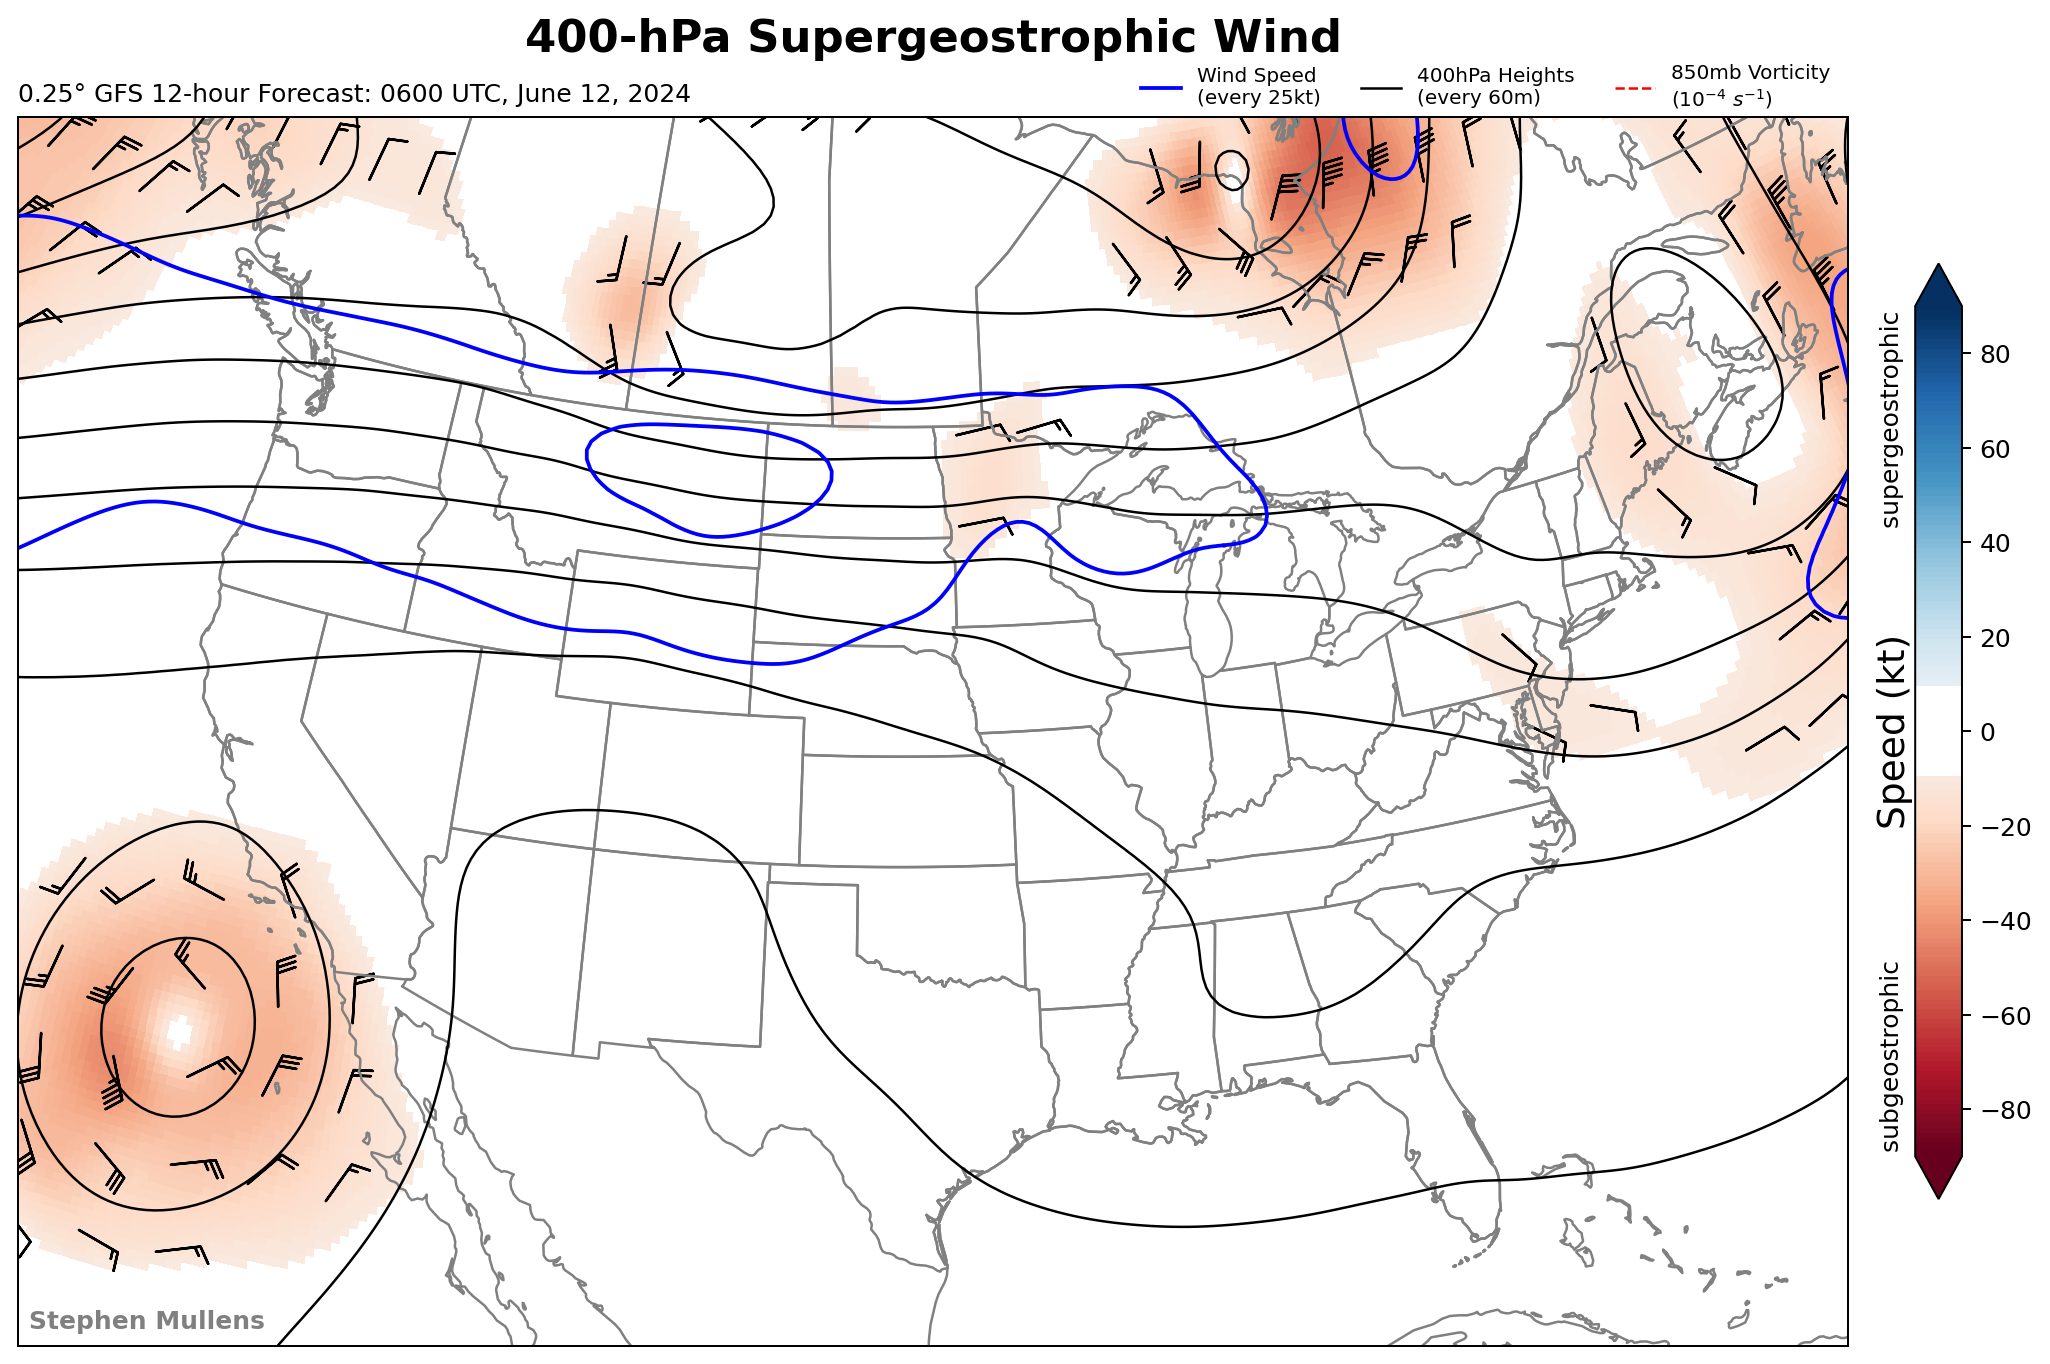 400-hPa Supergeostrophic Wind
0.25° GFS 12-hour Forecast: 0600 UTC, June 12, 2024
Wind Speed
(every 25kt)
400hPa Heights
(every 60m)
850mb Vorticity
(10⁻⁴ s⁻¹)
supergeostrophic
Speed (kt)
subgeostrophic
80
60
40
20
0
−20
−40
−60
−80
Stephen Mullens